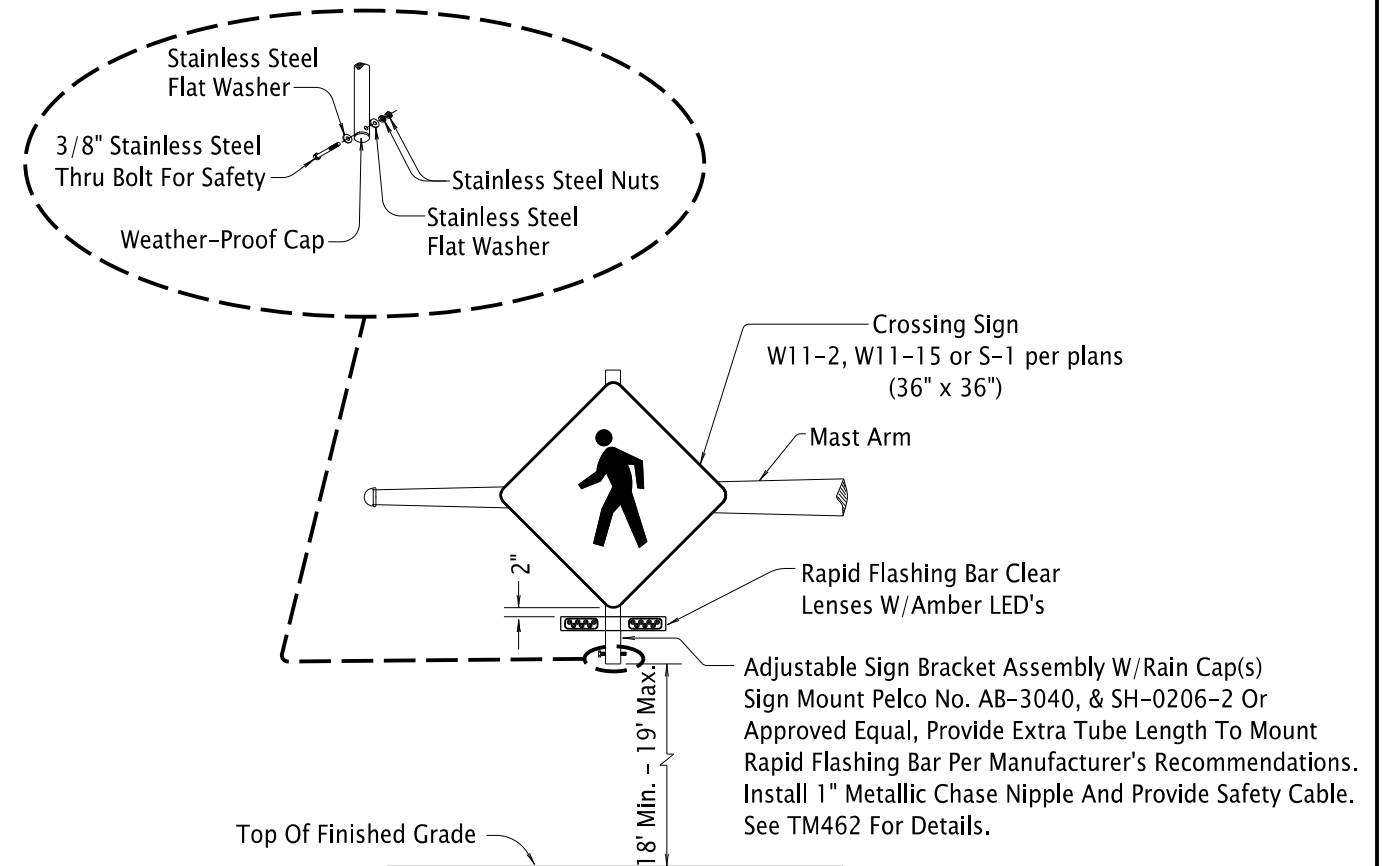 Stainless Steel
Flat Washer
3/8" Stainless Steel
Thru Bolt For Safety
Stainless Steel Nuts
Stainless Steel
Flat Washer
Weather-Proof Cap
Crossing Sign
W11-2, W11-15 or S-1 per plans
(36" x 36")
Mast Arm
2"
Rapid Flashing Bar Clear
Lenses W/Amber LED's
Adjustable Sign Bracket Assembly W/Rain Cap(s)
Sign Mount Pelco No. AB-3040, & SH-0206-2 Or
Approved Equal, Provide Extra Tube Length To Mount
Rapid Flashing Bar Per Manufacturer's Recommendations.
Install 1" Metallic Chase Nipple And Provide Safety Cable.
See TM462 For Details.
18' Min. - 19' Max.
Top Of Finished Grade